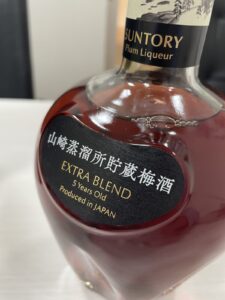 SUNTORY
Plum Liqueur
山崎蒸溜所貯蔵梅酒
EXTRA BLEND
5 Years Old
Produced in JAPAN